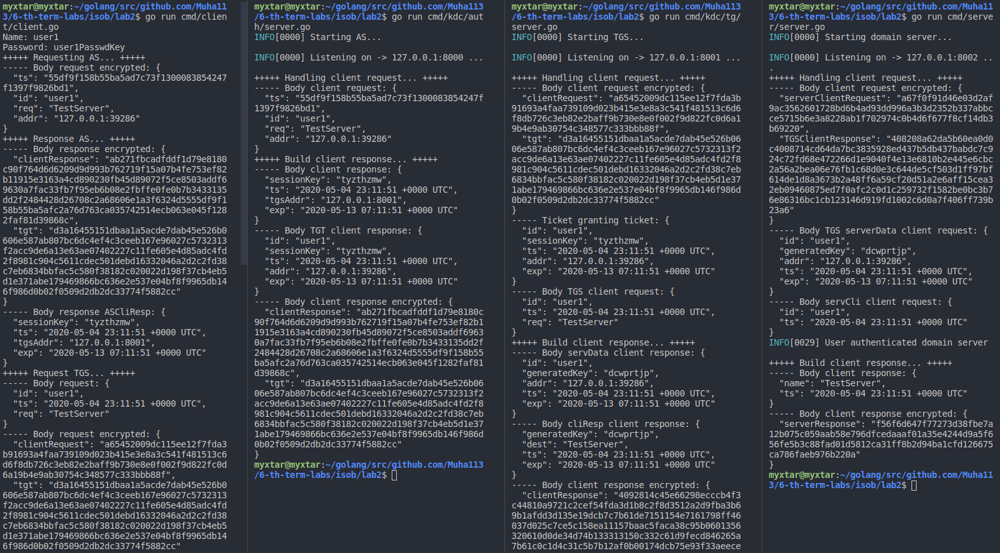 myxtar@myxtar:~/golang/src/github.com/Muha11
3/6-th-term-labs/isob/lab2$ go run cmd/clien
t/client.go
Name: user1
Password: user1PasswdKey
+++++ Requesting AS... +++++
----- Body request encrypted: {
  "ts": "55df9f158b55ba5ad7c73f1300083854247
f1397f9826bd1",
  "id": "user1",
  "req": "TestServer",
  "addr": "127.0.0.1:39286"
}
+++++ Response AS... +++++
----- Body response encrypted: {
  "clientResponse": "ab271fbcadfddf1d79e8180
c90f764d6d6209d9d993b762719f15a07b4fe753ef82
b11915e3163a4cd890230fb45d89072f5ce8503addf6
9630a7fac33fb7f95eb6b08e2fbffe0fe0b7b3433135
dd2f2484428d26708c2a68606e1a3f6324d5555df9f1
58b55ba5afc2a76d763ca035742514ecb063e045f128
2faf81d39868c",
  "tgt": "d3a16455151dbaa1a5acde7dab45e526b0
606e587ab807bc6dc4ef4c3ceeb167e96027c5732313
f2acc9de6a13e63ae07402227c11fe605e4d85adc4fd
2f8981c904c5611cdec501debd16332046a2d2c2fd38
c7eb6834bbfac5c580f38182c020022d198f37cb4eb5
d1e371abe179469866bc636e2e537e04bf8f9965db14
6f986d0b02f0509d2db2dc33774f5882cc"
}
----- Body response ASCliResp: {
  "sessionKey": "tyzthzmw",
  "ts": "2020-05-04 23:11:51 +0000 UTC",
  "tgsAddr": "127.0.0.1:8001",
  "exp": "2020-05-13 07:11:51 +0000 UTC"
}
+++++ Request TGS... +++++
----- Body request: {
  "id": "user1",
  "ts": "2020-05-04 23:11:51 +0000 UTC",
  "req": "TestServer"
}
----- Body request encrypted: {
  "clientRequest": "a65452009dc115ee12f7fda3
b91693a4faa739109d023b415e3e8a3c541f481513c6
d6f8db726c3eb82e2baff9b730e8e0f002f9d822fc0d
6a19b4e9ab30754c348577c333bbb88f",
  "tgt": "d3a16455151dbaa1a5acde7dab45e526b0
606e587ab807bc6dc4ef4c3ceeb167e96027c5732313
f2acc9de6a13e63ae07402227c11fe605e4d85adc4fd
2f8981c904c5611cdec501debd16332046a2d2c2fd38
c7eb6834bbfac5c580f38182c020022d198f37cb4eb5
d1e371abe179469866bc636e2e537e04bf8f9965db14
6f986d0b02f0509d2db2dc33774f5882cc"
myxtar@myxtar:~/golang/src/github.com/Muha113
/6-th-term-labs/isob/lab2$ go run cmd/kdc/aut
h/server.go
INFO[0000] Starting AS...
INFO[0000] Listening on -> 127.0.0.1:8000 ...
+++++ Handling client request... +++++
----- Body client request: {
  "ts": "55df9f158b55ba5ad7c73f1300083854247f
1397f9826bd1",
  "id": "user1",
  "req": "TestServer",
  "addr": "127.0.0.1:39286"
}
+++++ Build client response... +++++
----- Body client response: {
  "sessionKey": "tyzthzmw",
  "ts": "2020-05-04 23:11:51 +0000 UTC",
  "tgsAddr": "127.0.0.1:8001",
  "exp": "2020-05-13 07:11:51 +0000 UTC"
}
----- Body TGT client response: {
  "id": "user1",
  "sessionKey": "tyzthzmw",
  "ts": "2020-05-04 23:11:51 +0000 UTC",
  "addr": "127.0.0.1:39286",
  "exp": "2020-05-13 07:11:51 +0000 UTC"
}
----- Body client response encrypted: {
  "clientResponse": "ab271fbcadfddf1d79e8180c
90f764d6d6209d9d993b762719f15a07b4fe753ef82b1
1915e3163a4cd890230fb45d89072f5ce8503addf6963
0a7fac33fb7f95eb6b08e2fbffe0fe0b7b3433135dd2f
2484428d26708c2a68606e1a3f6324d5555df9f158b55
ba5afc2a76d763ca035742514ecb063e045f1282faf81
d39868c",
  "tgt": "d3a16455151dbaa1a5acde7dab45e526b06
06e587ab807bc6dc4ef4c3ceeb167e96027c5732313f2
acc9de6a13e63ae07402227c11fe605e4d85adc4fd2f8
981c904c5611cdec501debd16332046a2d2c2fd38c7eb
6834bbfac5c580f38182c020022d198f37cb4eb5d1e37
1abe179469866bc636e2e537e04bf8f9965db146f986d
0b02f0509d2db2dc33774f5882cc"
}
myxtar@myxtar:~/golang/src/github.com/Muha113
/6-th-term-labs/isob/lab2$
myxtar@myxtar:~/golang/src/github.com/Muha113
/6-th-term-labs/isob/lab2$ go run cmd/kdc/tg/
server.go
INFO[0000] Starting TGS...
INFO[0000] Listening on -> 127.0.0.1:8001 ...
+++++ Handling client request... +++++
----- Body client request encrypted: {
  "clientRequest": "a65452009dc115ee12f7fda3b
91693a4faa739109d023b415e3e8a3c541f481513c6d6
f8db726c3eb82e2baff9b730e8e0f002f9d822fc0d6a1
9b4e9ab30754c348577c333bbb88f",
  "tgt": "d3a16455151dbaa1a5acde7dab45e526b06
06e587ab807bc6dc4ef4c3ceeb167e96027c5732313f2
acc9de6a13e63ae07402227c11fe605e4d85adc4fd2f8
981c904c5611cdec501debd16332046a2d2c2fd38c7eb
6834bbfac5c580f38182c020022d198f37cb4eb5d1e37
1abe179469866bc636e2e537e04bf8f9965db146f986d
0b02f0509d2db2dc33774f5882cc"
}
----- Ticket granting ticket: {
  "id": "user1",
  "sessionKey": "tyzthzmw",
  "ts": "2020-05-04 23:11:51 +0000 UTC",
  "addr": "127.0.0.1:39286",
  "exp": "2020-05-13 07:11:51 +0000 UTC"
}
----- Body TGS client request: {
  "id": "user1",
  "ts": "2020-05-04 23:11:51 +0000 UTC",
  "req": "TestServer"
}
+++++ Build client response... +++++
----- Body servData client response: {
  "id": "user1",
  "generatedKey": "dcwprtjp",
  "addr": "127.0.0.1:39286",
  "ts": "2020-05-04 23:11:51 +0000 UTC",
  "exp": "2020-05-13 07:11:51 +0000 UTC"
}
----- Body cliResp client response: {
  "generatedKey": "dcwprtjp",
  "dest": "TestServer",
  "ts": "2020-05-04 23:11:51 +0000 UTC",
  "exp": "2020-05-13 07:11:51 +0000 UTC"
}
----- Body client response encrypted: {
  "clientResponse": "4092814c45e66298ecccb4f3
c44810a9721c2cef54fda3d1b8c2f8d3512a2d9fba3b6
9b1afdd3d135e19dcb7c7b61de7151154e7161798ff46
037d025c7ce5c158ea11157baac5faca38c95b0601356
320610d0de34d74b133313150c332c61d9fecd846265a
7b61c0c1d4c31c5b7b12af0b00174dcb75e93f33aeece
myxtar@myxtar:~/golang/src/github.com/Muha11
3/6-th-term-labs/isob/lab2$ go run cmd/serve
r/server.go
INFO[0000] Starting domain server...
INFO[0000] Listening on -> 127.0.0.1:8002 ..
.
+++++ Handling client request... +++++
----- Body client request encrypted: {
  "serverClientRequest": "a67f0f91d46e03d2af
9ac3562601728bd6b4ad93dd996a3b3d2352b337abbc
ce5715b6e3a8228ab1f702974c0b4d6f677f8cf14db3
b69220",
  "TGSClientResponse": "408208a62da5b60ea0d0
c4008714cd64da7bc3835928ed437b5db437babdc7c9
24c72fd68e472266d1e9040f4e13e6810b2e445e6cbc
2a56a2bea06e76fb1c68d0e3c644de5cf503d1ff97bf
614de1d8a3673b2a48ff6a59cf20d51a2e6aff15cea3
2eb09460875ed7f0afc2c0d1c259732f1582be0bc3b7
6e86316bc1cb123146d919fd1002c6d0a7f406ff739b
23a6"
}
----- Body TGS serverData client request: {
  "id": "user1",
  "generatedKey": "dcwprtjp",
  "addr": "127.0.0.1:39286",
  "ts": "2020-05-04 23:11:51 +0000 UTC",
  "exp": "2020-05-13 07:11:51 +0000 UTC"
}
----- Body servCli client request: {
  "id": "user1",
  "ts": "2020-05-04 23:11:51 +0000 UTC"
}
INFO[0029] User authenticated domain server
+++++ Build client response... +++++
----- Body client response: {
  "name": "TestServer",
  "ts": "2020-05-04 23:11:51 +0000 UTC"
}
----- Body client response encrypted: {
  "serverResponse": "f56f6d647f77273d38fbe7a
12b075c059aab58e796dfcedaaaf01a35e4244d9a5f6
56fe5b3c88fad01d5812ca31ff8b2d94ba1cfd126675
ca786faeb976b220a"
}
myxtar@myxtar:~/golang/src/github.com/Muha11
3/6-th-term-labs/isob/lab2$